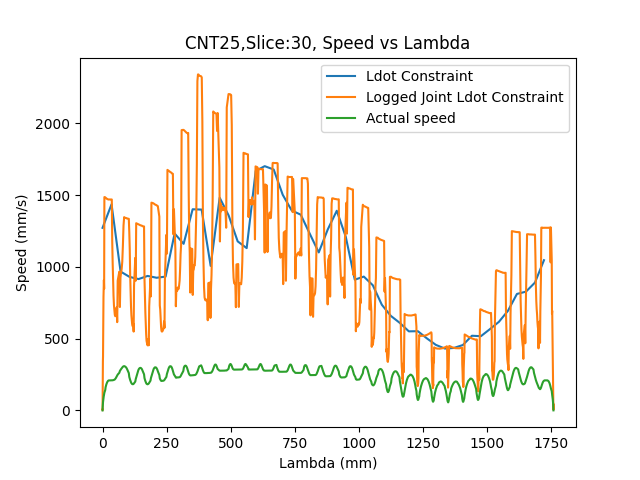 CNT25,Slice:30, Speed vs Lambda
Ldot Constraint
Logged Joint Ldot Constraint
Actual speed
2000
1500
1000
500
0
Speed (mm/s)
0 250 500 750 1000 1250 1500 1750
Lambda (mm)